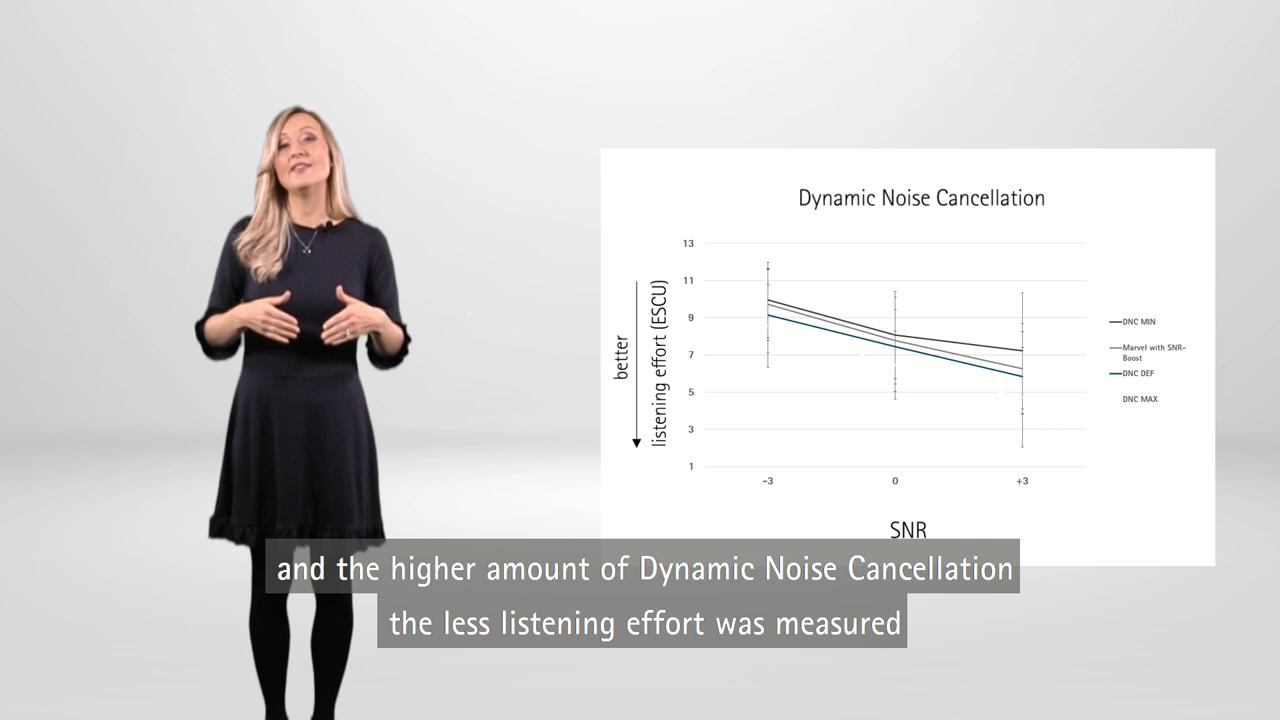 Dynamic Noise Cancellation
13
11
9
7
5
3
1
better
listening effort (ESCU)
-3
0
+3
SNR
DNC MIN
Marvel with SNR-
Boost
DNC DEF
DNC MAX
and the higher amount of Dynamic Noise Cancellation
the less listening effort was measured